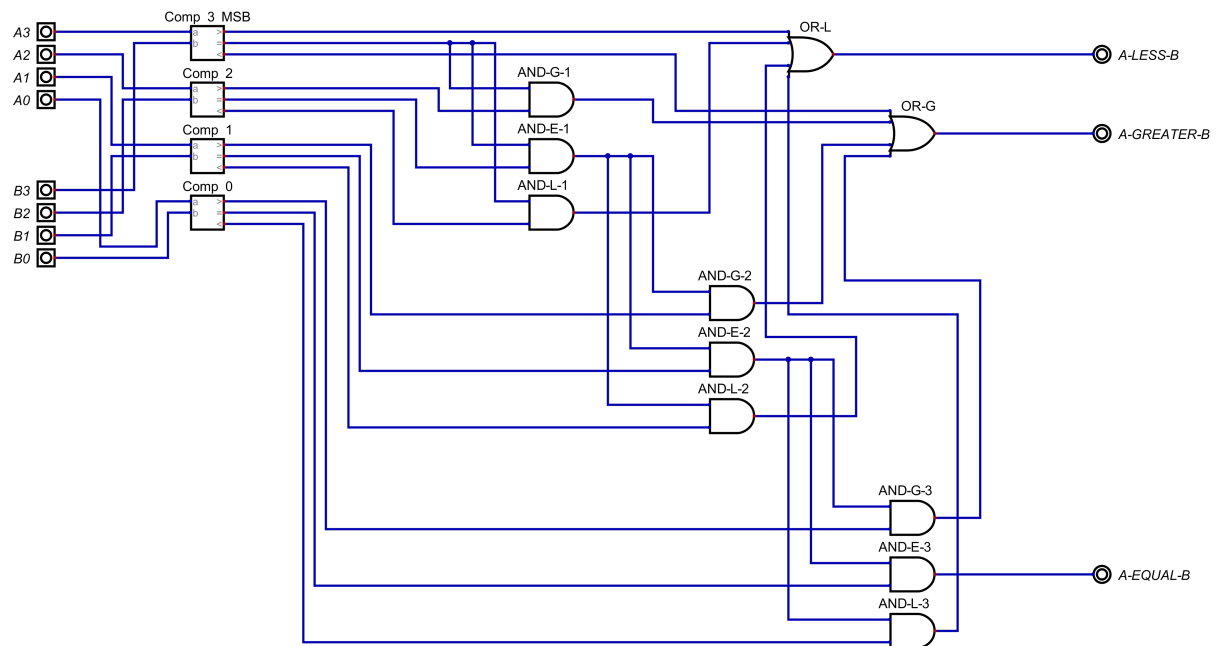 Comp 3 MSB
OR-L
A3
a
>
b
=
<
A2
A-LESS-B
A1
Comp 2
AND-G-1
A0
a
>
b
=
<
OR-G
Comp 1
AND-E-1
A-GREATER-B
a
>
b
=
<
B3
Comp 0
AND-L-1
B2
a
>
b
=
<
B1
B0
AND-G-2
AND-E-2
AND-L-2
AND-G-3
AND-E-3
A-EQUAL-B
AND-L-3